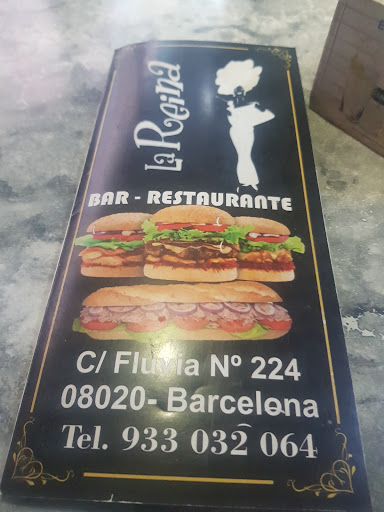 La Reina
BAR - RESTAURANTE
C/ Fluvia Nº 224
08020- Barcelona
Tel. 933 032 064